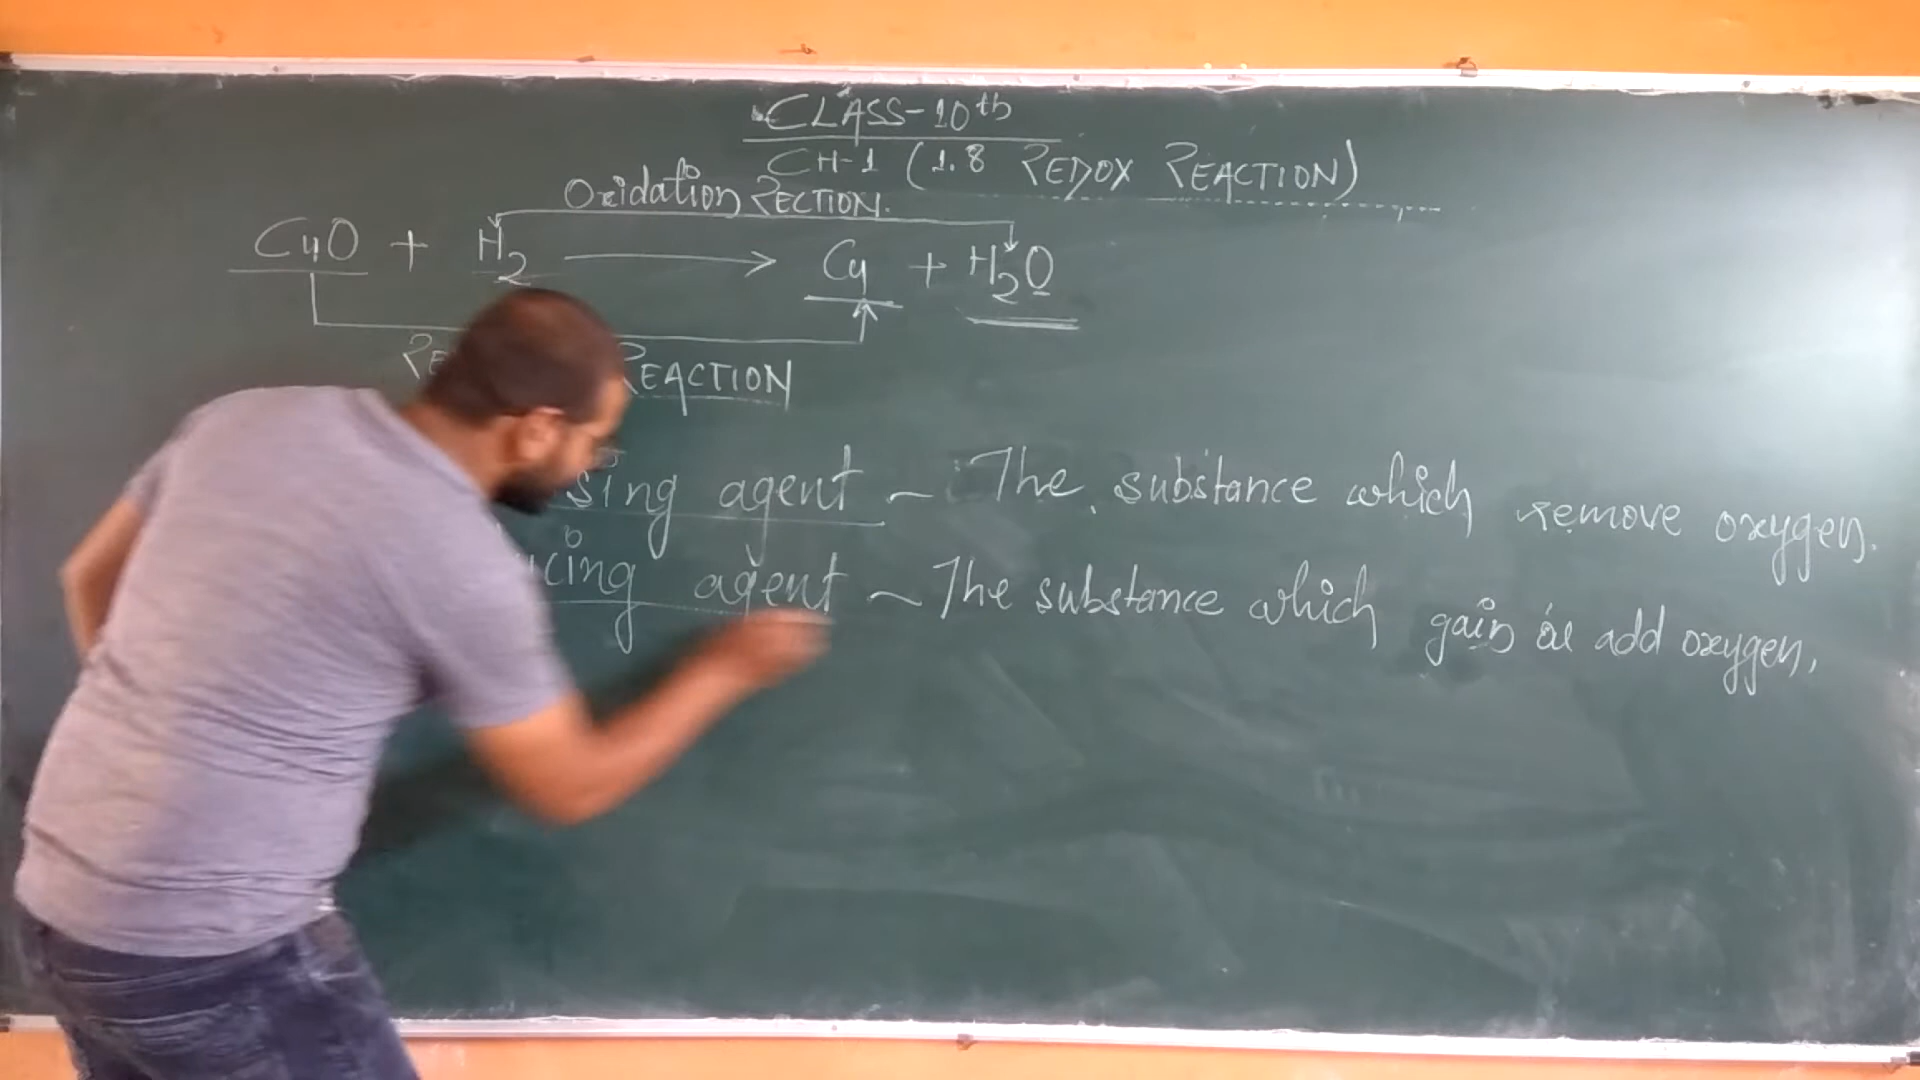 CLASS-10th
CH-1 (1.8 REDOX REACTION)
Oxidation RECTION.
CuO + H2 → Cu + H2O
REACTION
sing agent - The substance which remove oxygen.
cing agent ~ The substance which gain or add oxygen,